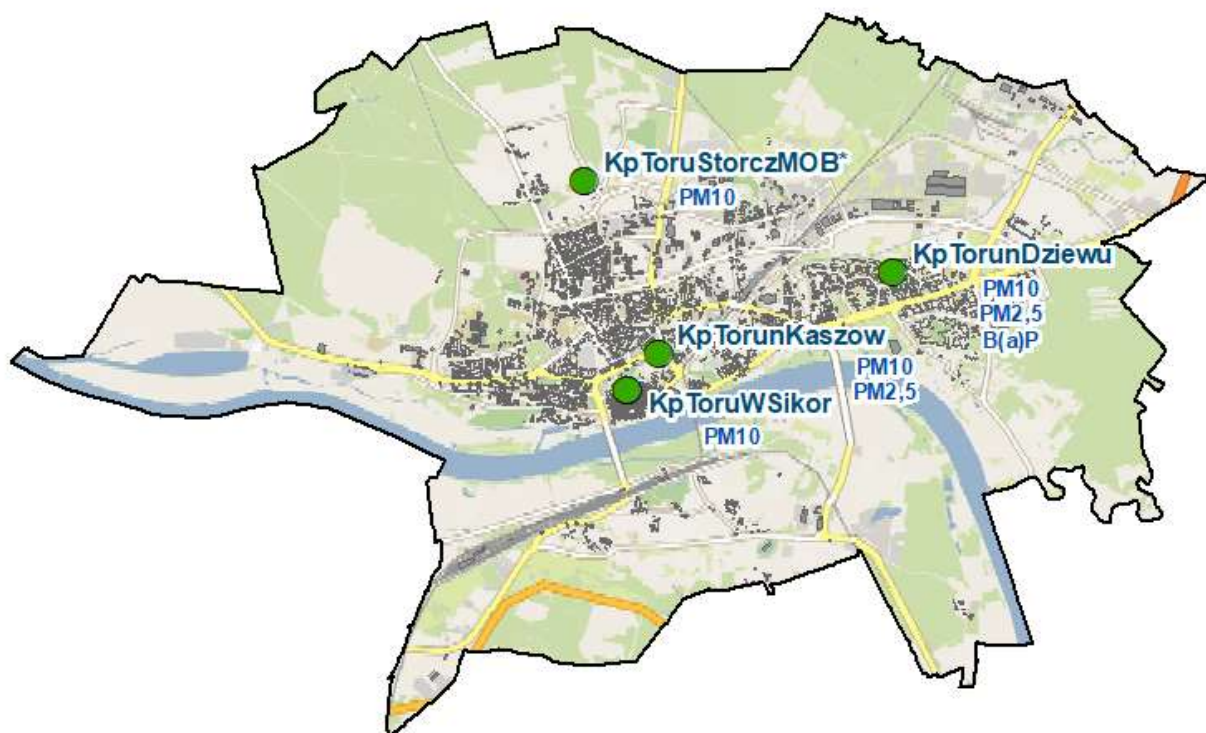 KpToruStorczMOB*
PM10
KpTorunDziewu
PM10
PM2,5
B(a)P
KpTorunKaszow
PM10
PM2,5
KpToruWSikor
PM10